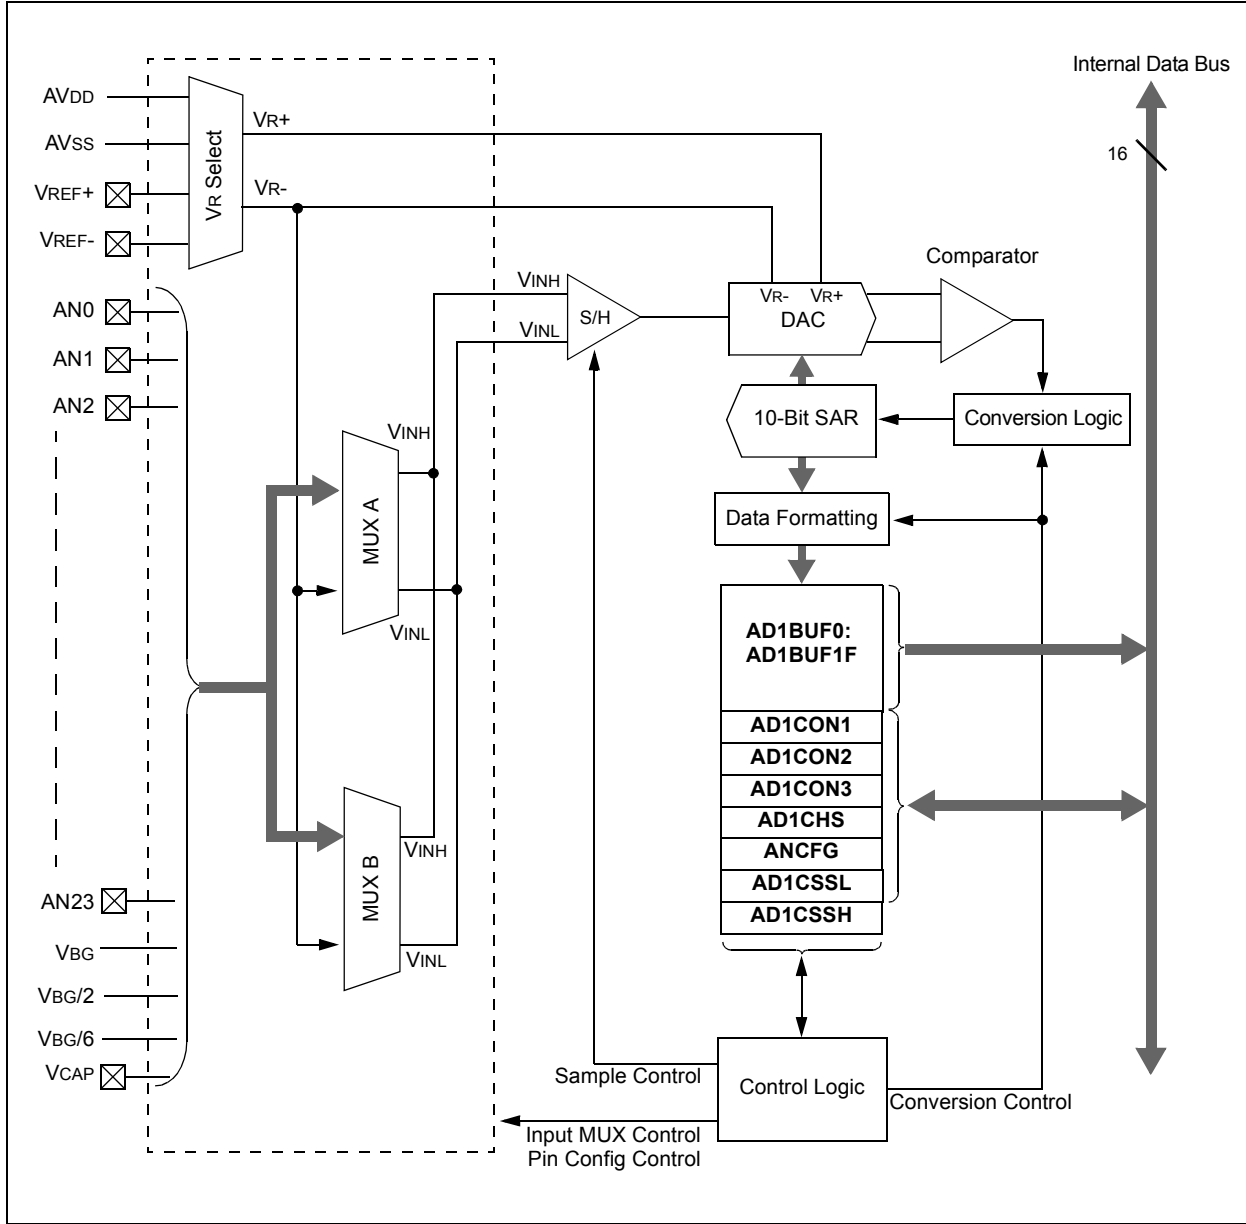 Internal Data Bus
16
AVDD
AVSS
VREF+
VREF-
VR Select
VR+
VR-
AN0
AN1
AN2
AN23
VBG
VBG/2
VBG/6
VCAP
MUX A
VINH
VINL
MUX B
VINH
VINL
VINH
VINL
S/H
VR- VR+
DAC
Comparator
10-Bit SAR
Conversion Logic
Data Formatting
AD1BUF0:
AD1BUF1F
AD1CON1
AD1CON2
AD1CON3
AD1CHS
ANCFG
AD1CSSL
AD1CSSH
Control Logic
Sample Control
Conversion Control
Input MUX Control
Pin Config Control